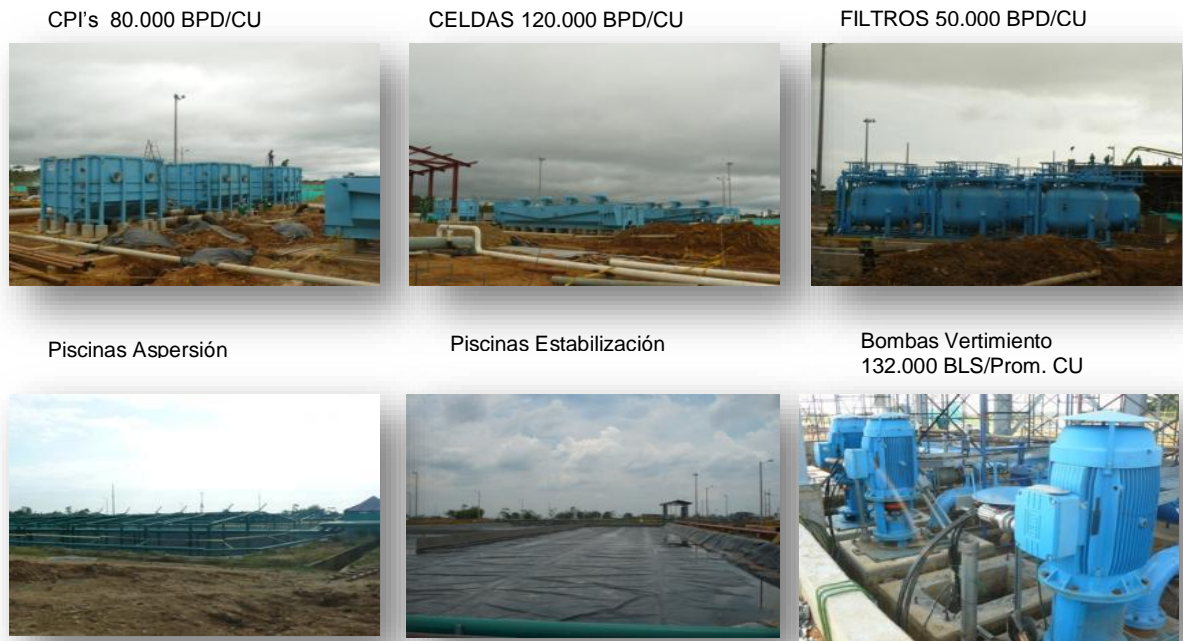 CPI's 80.000 BPD/CU
CELDAS 120.000 BPD/CU
FILTROS 50.000 BPD/CU
Piscinas Aspersión
Piscinas Estabilización
Bombas Vertimiento
132.000 BLS/Prom. CU